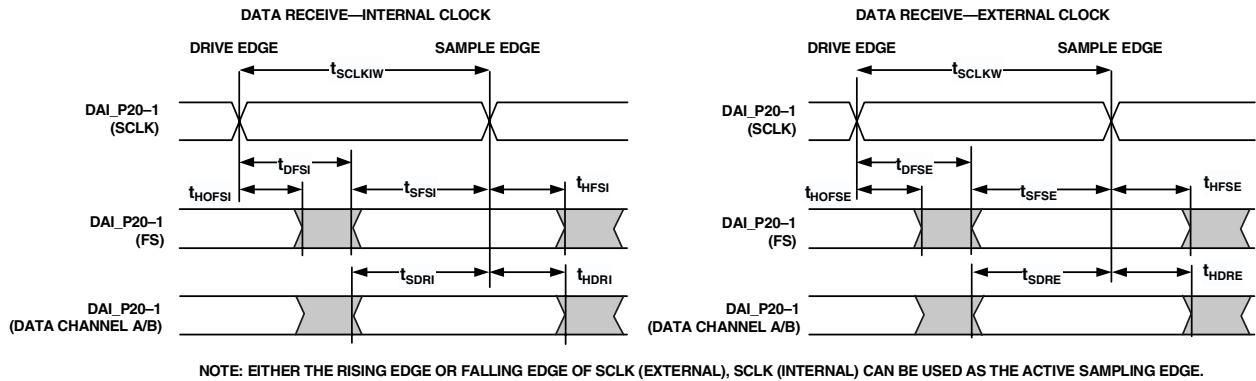 DATA RECEIVE—INTERNAL CLOCK
DRIVE EDGE
SAMPLE EDGE
tSCLKIW
DAI_P20–1
(SCLK)
tDFSI
tHOFSI
tSFSI
tHFSI
DAI_P20–1
(FS)
tSDRI
tHDRI
DAI_P20–1
(DATA CHANNEL A/B)
DATA RECEIVE—EXTERNAL CLOCK
DRIVE EDGE
SAMPLE EDGE
tSCLKW
DAI_P20–1
(SCLK)
tDFSE
tHOFSE
tSFSE
tHFSE
DAI_P20–1
(FS)
tSDRE
tHDRE
DAI_P20–1
(DATA CHANNEL A/B)
NOTE: EITHER THE RISING EDGE OR FALLING EDGE OF SCLK (EXTERNAL), SCLK (INTERNAL) CAN BE USED AS THE ACTIVE SAMPLING EDGE.